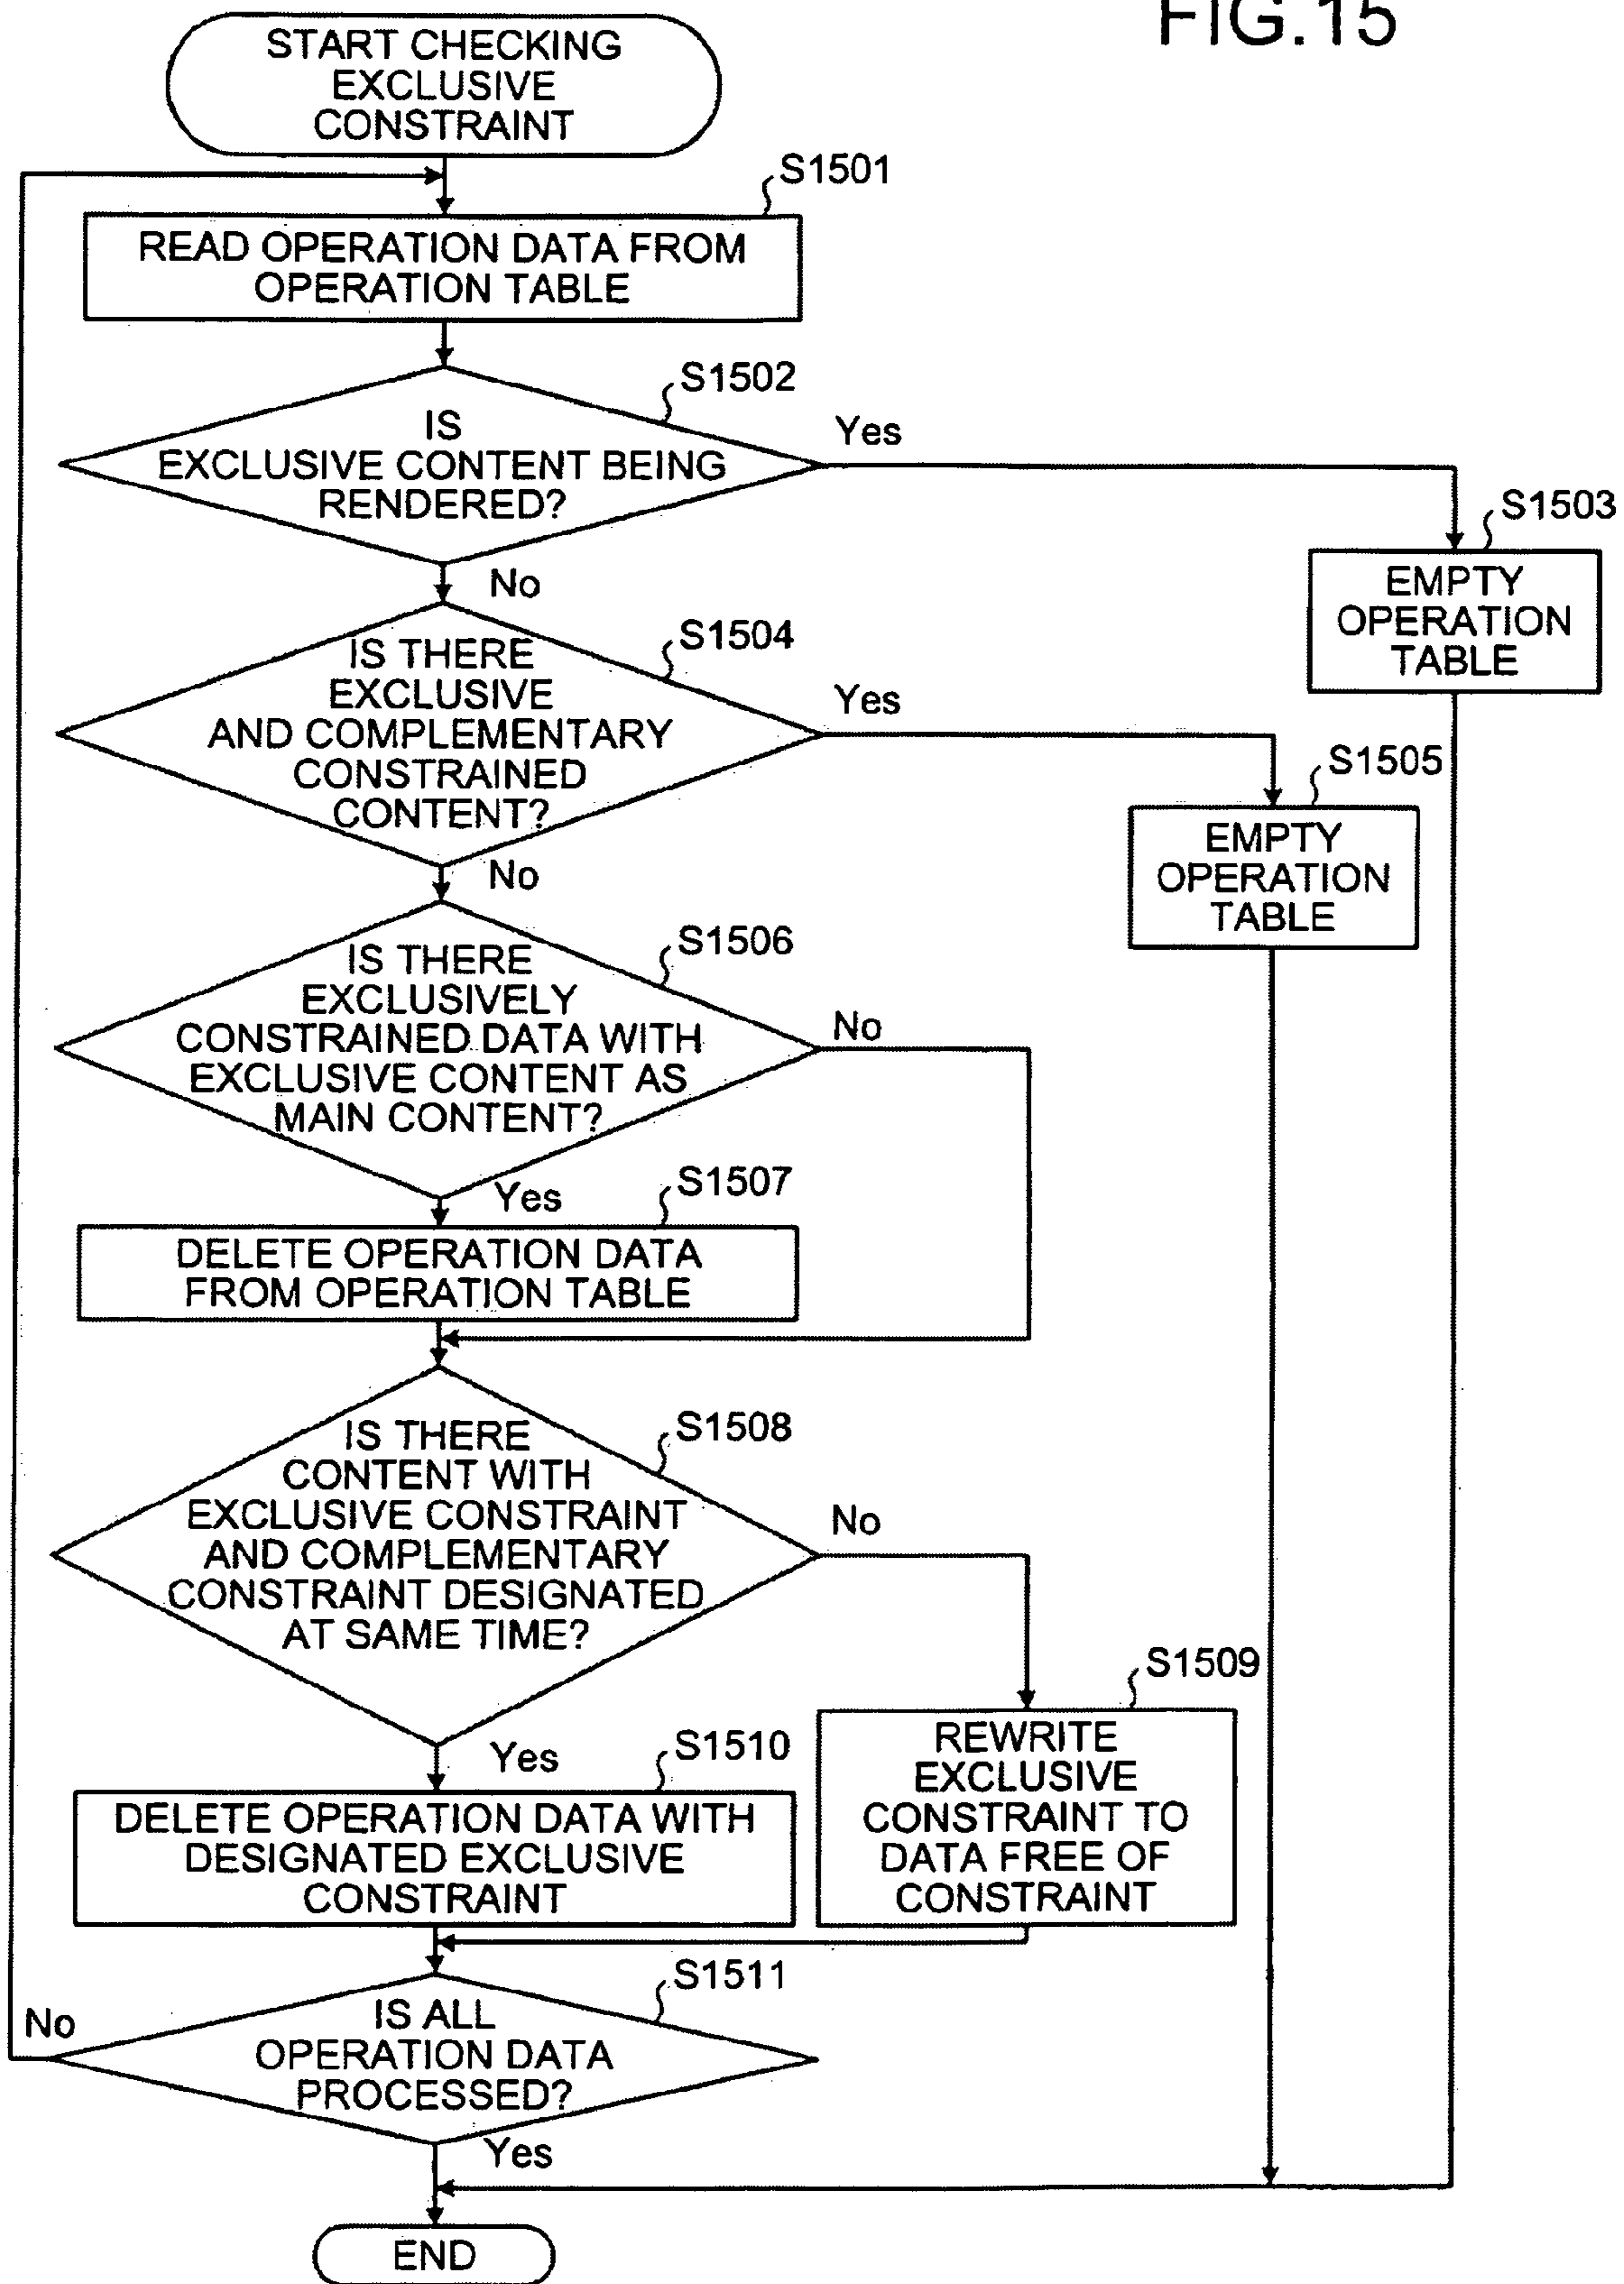 FIG.15
START CHECKING
EXCLUSIVE
CONSTRAINT
S1501
READ OPERATION DATA FROM
OPERATION TABLE
S1502
IS
EXCLUSIVE CONTENT BEING
RENDERED?
Yes
S1503
EMPTY
OPERATION
TABLE
No
S1504
IS THERE
EXCLUSIVE
AND COMPLEMENTARY
CONSTRAINED
CONTENT?
Yes
S1505
EMPTY
OPERATION
TABLE
No
S1506
IS THERE
EXCLUSIVELY
CONSTRAINED DATA WITH
EXCLUSIVE CONTENT AS
MAIN CONTENT?
No
Yes
S1507
DELETE OPERATION DATA
FROM OPERATION TABLE
S1508
IS THERE
CONTENT WITH
EXCLUSIVE CONSTRAINT
AND COMPLEMENTARY
CONSTRAINT DESIGNATED
AT SAME TIME?
No
S1509
REWRITE
EXCLUSIVE
CONSTRAINT TO
DATA FREE OF
CONSTRAINT
Yes
S1510
DELETE OPERATION DATA WITH
DESIGNATED EXCLUSIVE
CONSTRAINT
S1511
IS ALL
OPERATION DATA
PROCESSED?
No
Yes
END